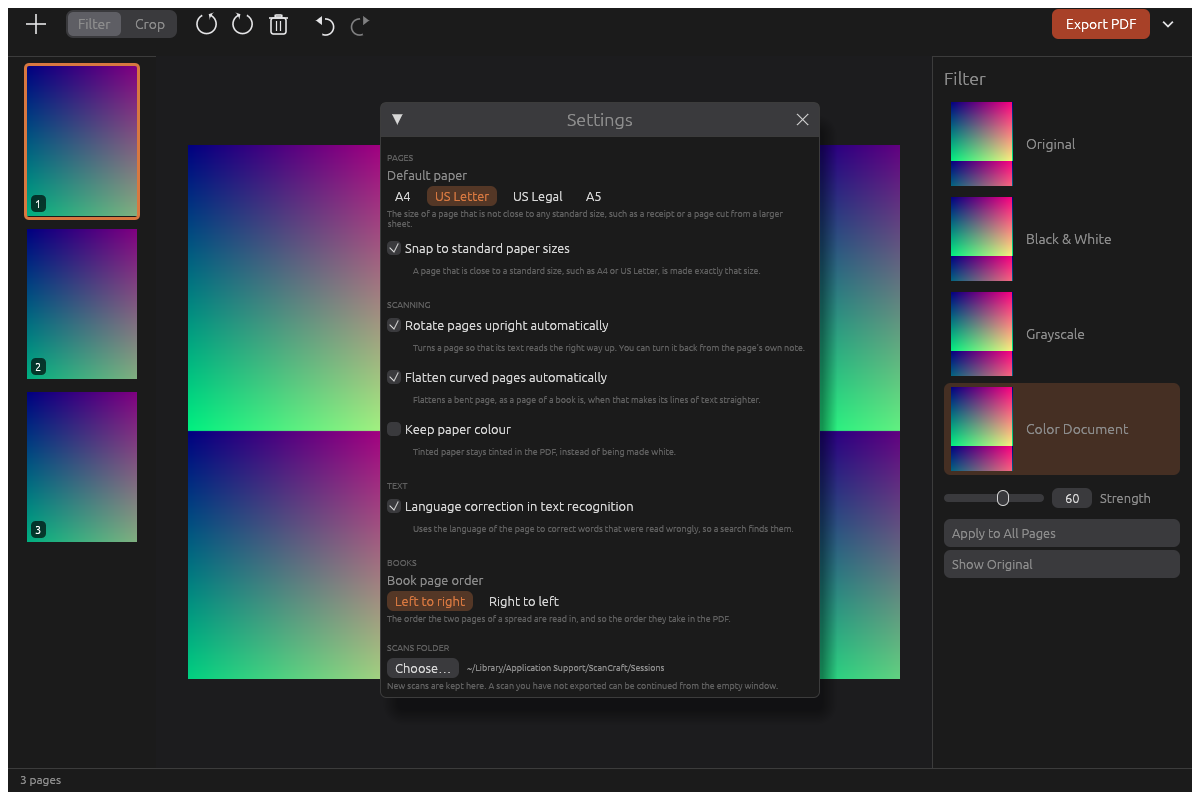 Filter Crop Export PDF
1
2
3
Settings
PAGES
Default paper
A4 US Letter US Legal A5
The size of a page that is not close to any standard size, such as a receipt or a page cut from a larger
sheet.
Snap to standard paper sizes
A page that is close to a standard size, such as A4 or US Letter, is made exactly that size.
SCANNING
Rotate pages upright automatically
Turns a page so that its text reads the right way up. You can turn it back from the page's own note.
Flatten curved pages automatically
Flattens a bent page, as a page of a book is, when that makes its lines of text straighter.
Keep paper colour
Tinted paper stays tinted in the PDF, instead of being made white.
TEXT
Language correction in text recognition
Uses the language of the page to correct words that were read wrongly, so a search finds them.
BOOKS
Book page order
Left to right Right to left
The order the two pages of a spread are read in, and so the order they take in the PDF.
SCANS FOLDER
Choose... ~/Library/Application Support/ScanCraft/Sessions
New scans are kept here. A scan you have not exported can be continued from the empty window.
Filter
Original
Black & White
Grayscale
Color Document
60 Strength
Apply to All Pages
Show Original
3 pages